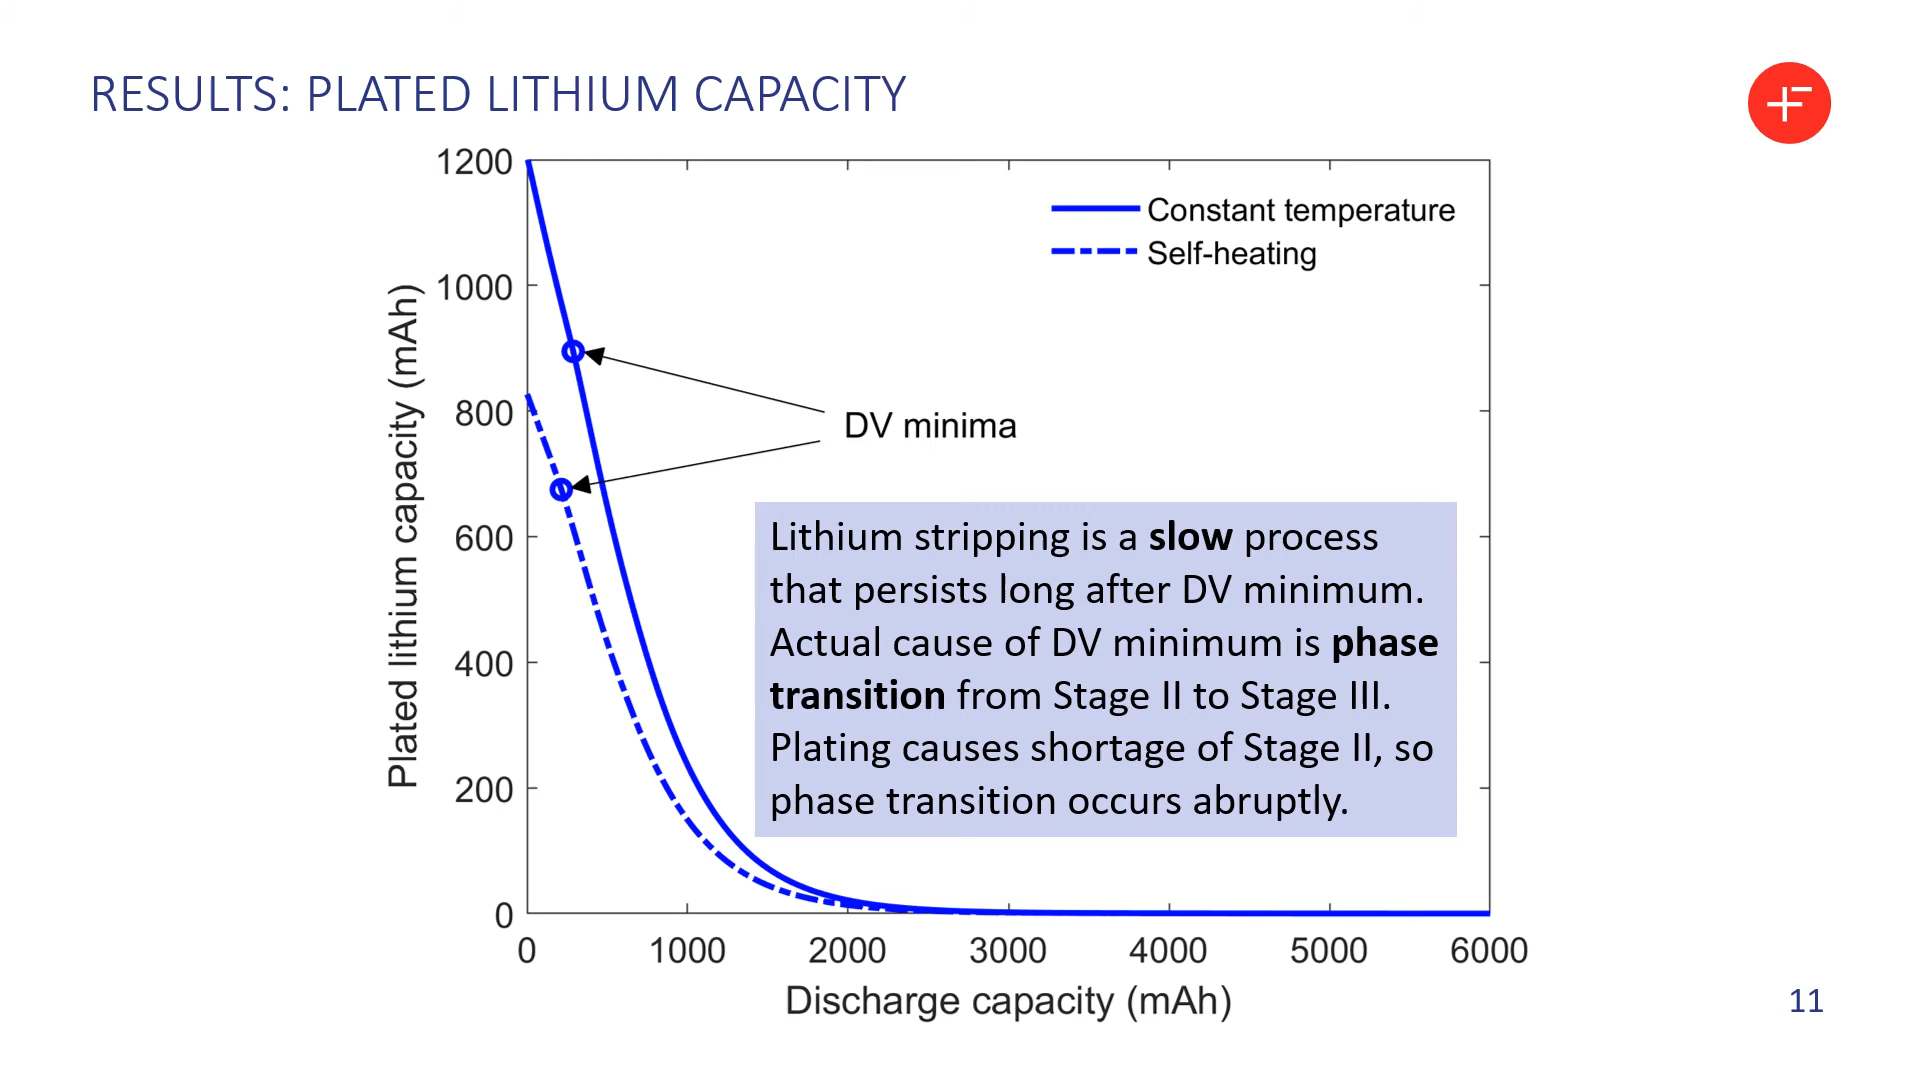 RESULTS: PLATED LITHIUM CAPACITY
1200
1000
800
600
400
200
0
Plated lithium capacity (mAh)
Constant temperature
Self-heating
DV minima
Lithium stripping is a slow process
that persists long after DV minimum.
Actual cause of DV minimum is phase
transition from Stage II to Stage III.
Plating causes shortage of Stage II, so
phase transition occurs abruptly.
0 1000 2000 3000 4000 5000 6000
Discharge capacity (mAh)
11